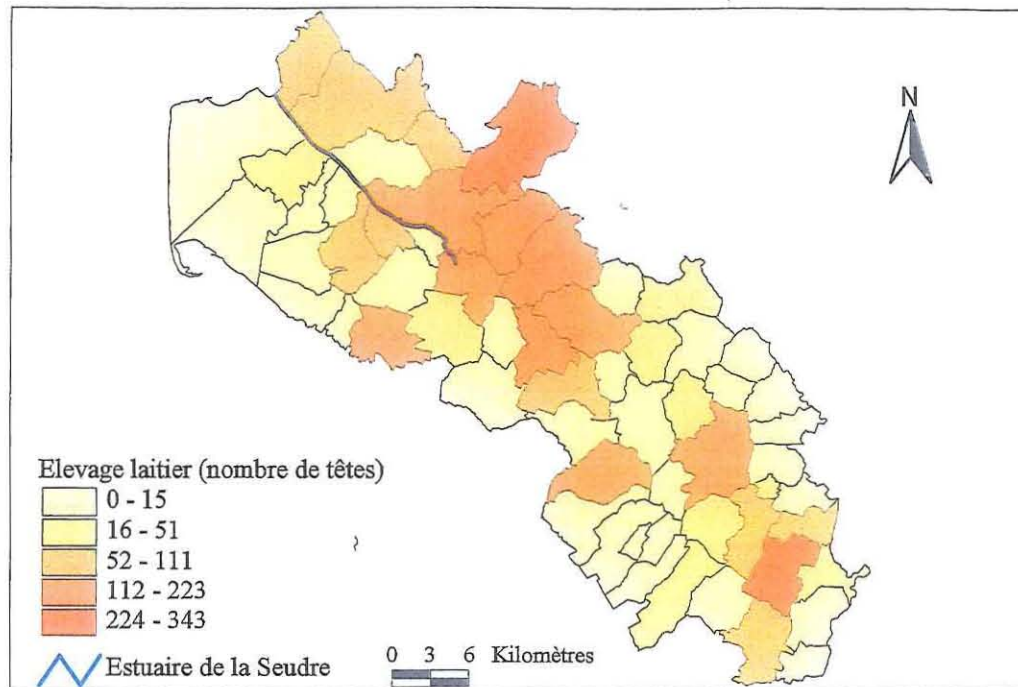 N
Elevage laitier (nombre de têtes)
0 - 15
16 - 51
52 - 111
112 - 223
224 - 343
Estuaire de la Seudre
0 3 6 Kilomètres